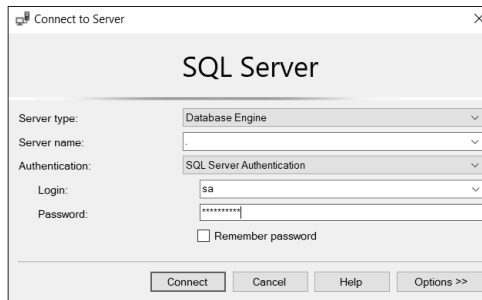 Connect to Server
SQL Server
Server type: Database Engine
Server name: .
Authentication: SQL Server Authentication
Login: sa
Password: **********
Remember password
Connect Cancel Help Options >>